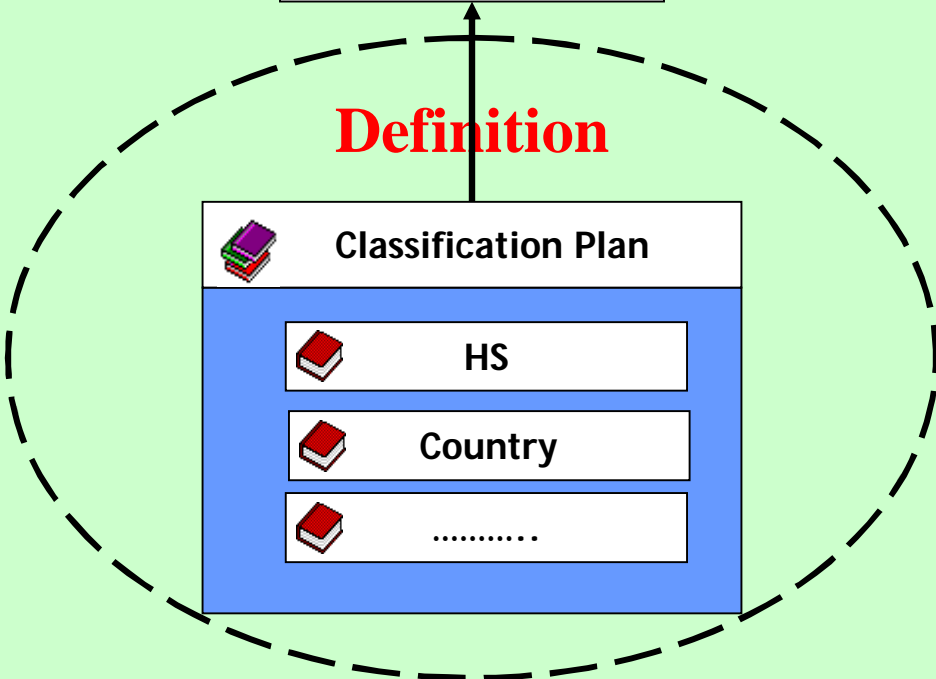 Definition
Classification Plan
HS
Country
………..